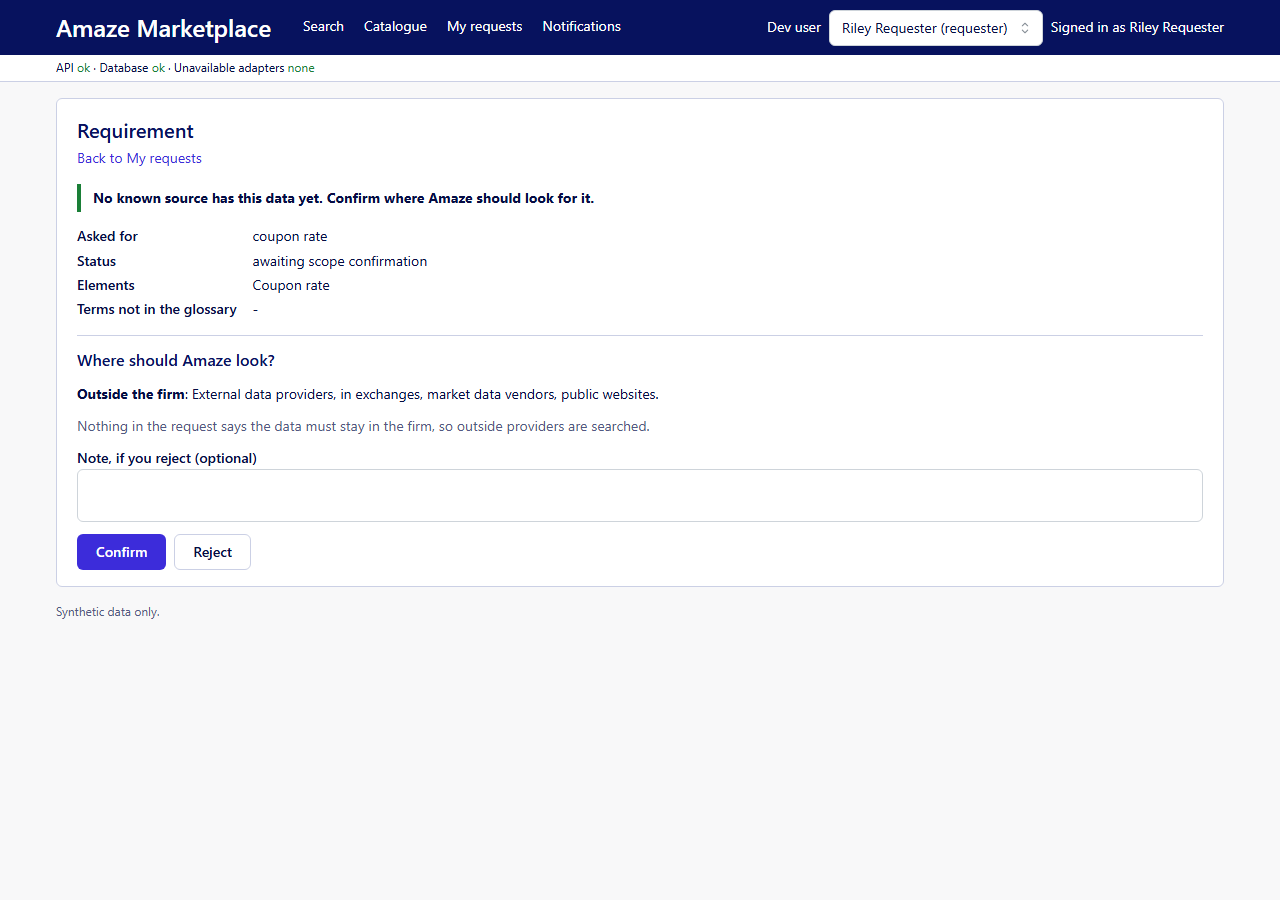 Amaze Marketplace
Search
Catalogue
My requests
Notifications
Dev user
Riley Requester (requester)
Signed in as Riley Requester
API ok · Database ok · Unavailable adapters none
Requirement
Back to My requests
No known source has this data yet. Confirm where Amaze should look for it.
Asked for coupon rate
Status awaiting scope confirmation
Elements Coupon rate
Terms not in the glossary -
Where should Amaze look?
Outside the firm: External data providers, in exchanges, market data vendors, public websites.
Nothing in the request says the data must stay in the firm, so outside providers are searched.
Note, if you reject (optional)
Confirm
Reject
Synthetic data only.